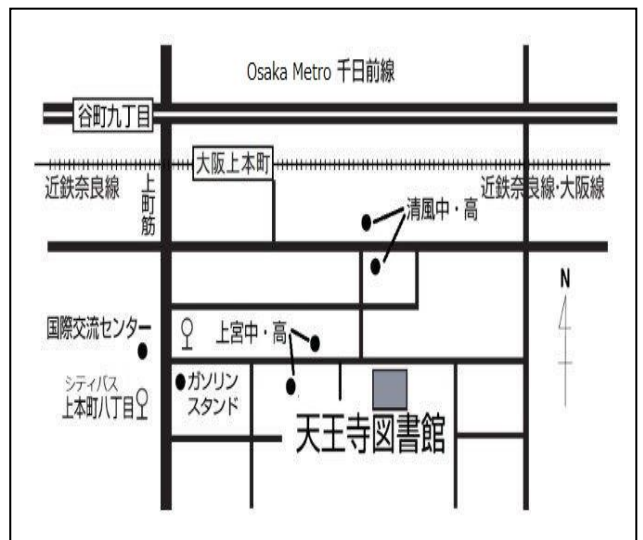 Osaka Metro 千日前線
谷町九丁目
大阪上本町
近鉄奈良線
上町筋
近鉄奈良線・大阪線
清風中・高
N
国際交流センター
上宮中・高
シティバス
上本町八丁目
ガソリン
スタンド
天王寺図書館